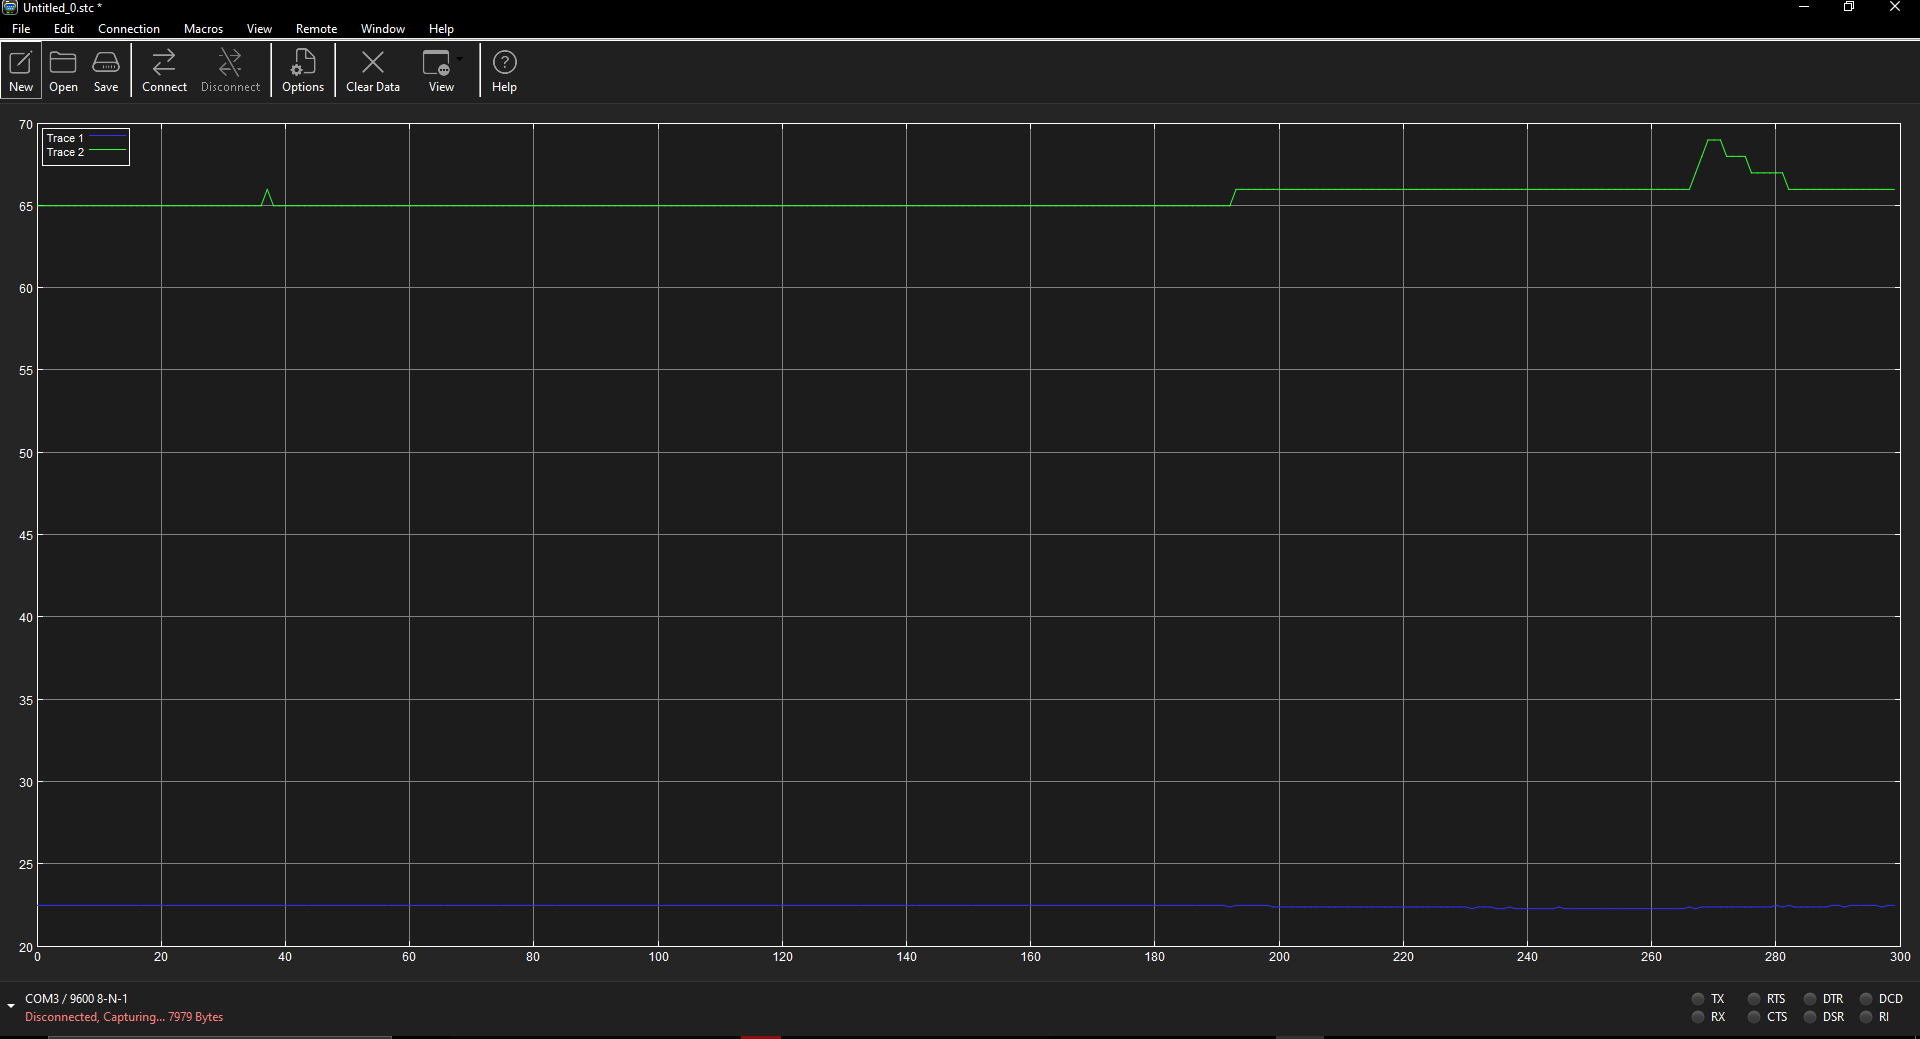 Untitled_0.stc *
File Edit Connection Macros View Remote Window Help
New Open Save Connect Disconnect Options Clear Data View Help
70
Trace 1
Trace 2
65
60
55
50
45
40
35
30
25
20
0 20 40 60 80 100 120 140 160 180 200 220 240 260 280 300
COM3 / 9600 8-N-1
Disconnected, Capturing... 7979 Bytes
TX RTS DTR DCD
RX CTS DSR RI